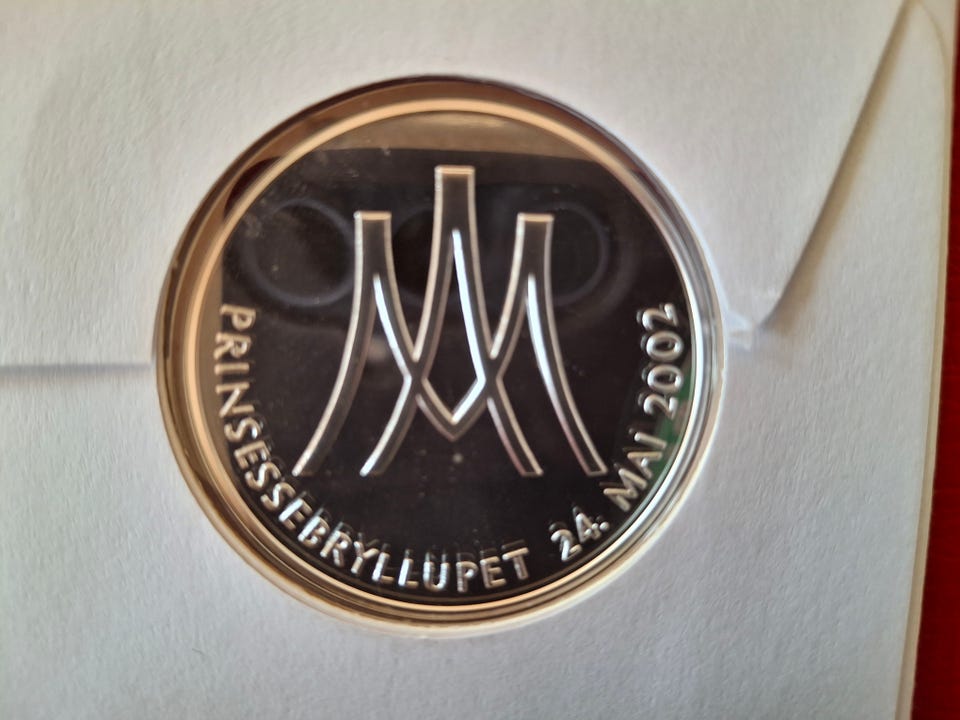 PRINSESSEBRYLLUPET 24. MAI 2002